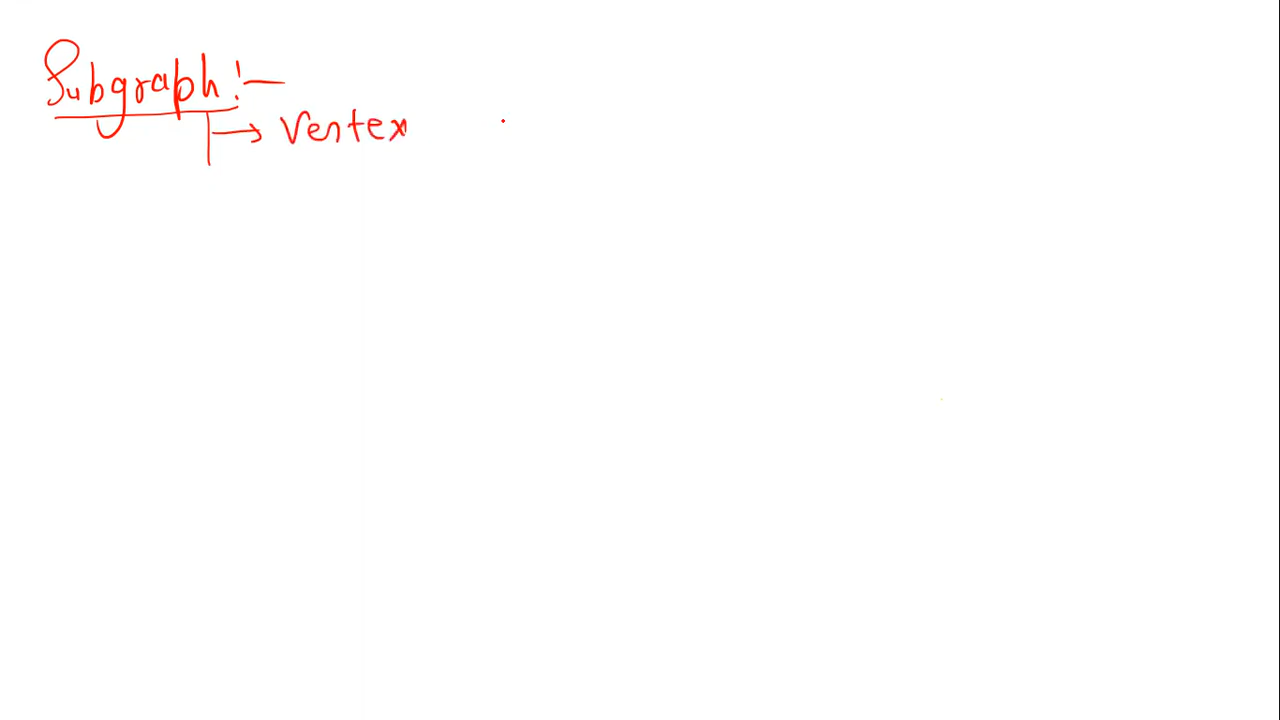 Subgraph :-
→ Vertex